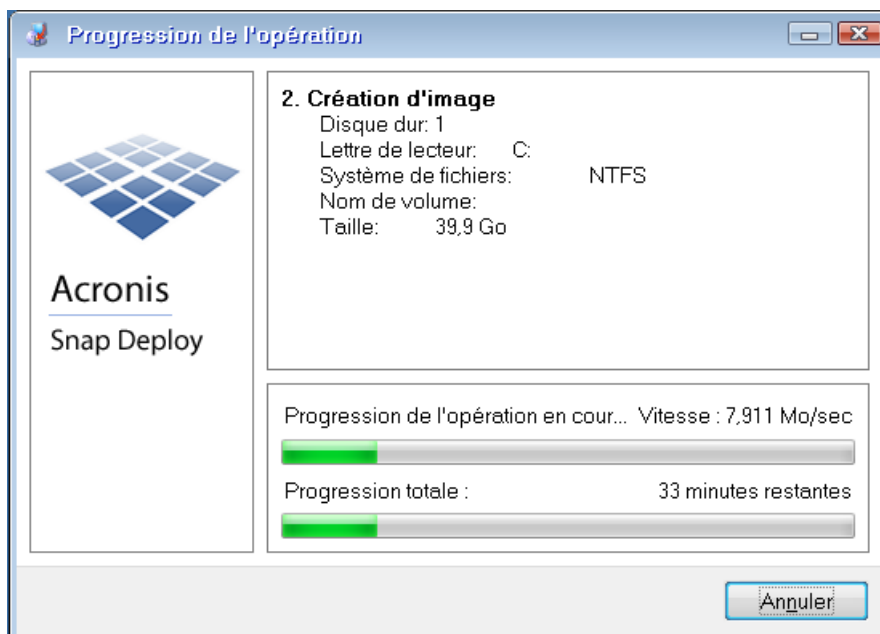 Progression de l'opération
2. Création d'image
Disque dur: 1
Lettre de lecteur: C:
Système de fichiers: NTFS
Nom de volume:
Taille: 39,9 Go
Acronis
Snap Deploy
Progression de l'opération en cour... Vitesse : 7,911 Mo/sec
Progression totale : 33 minutes restantes
Annuler